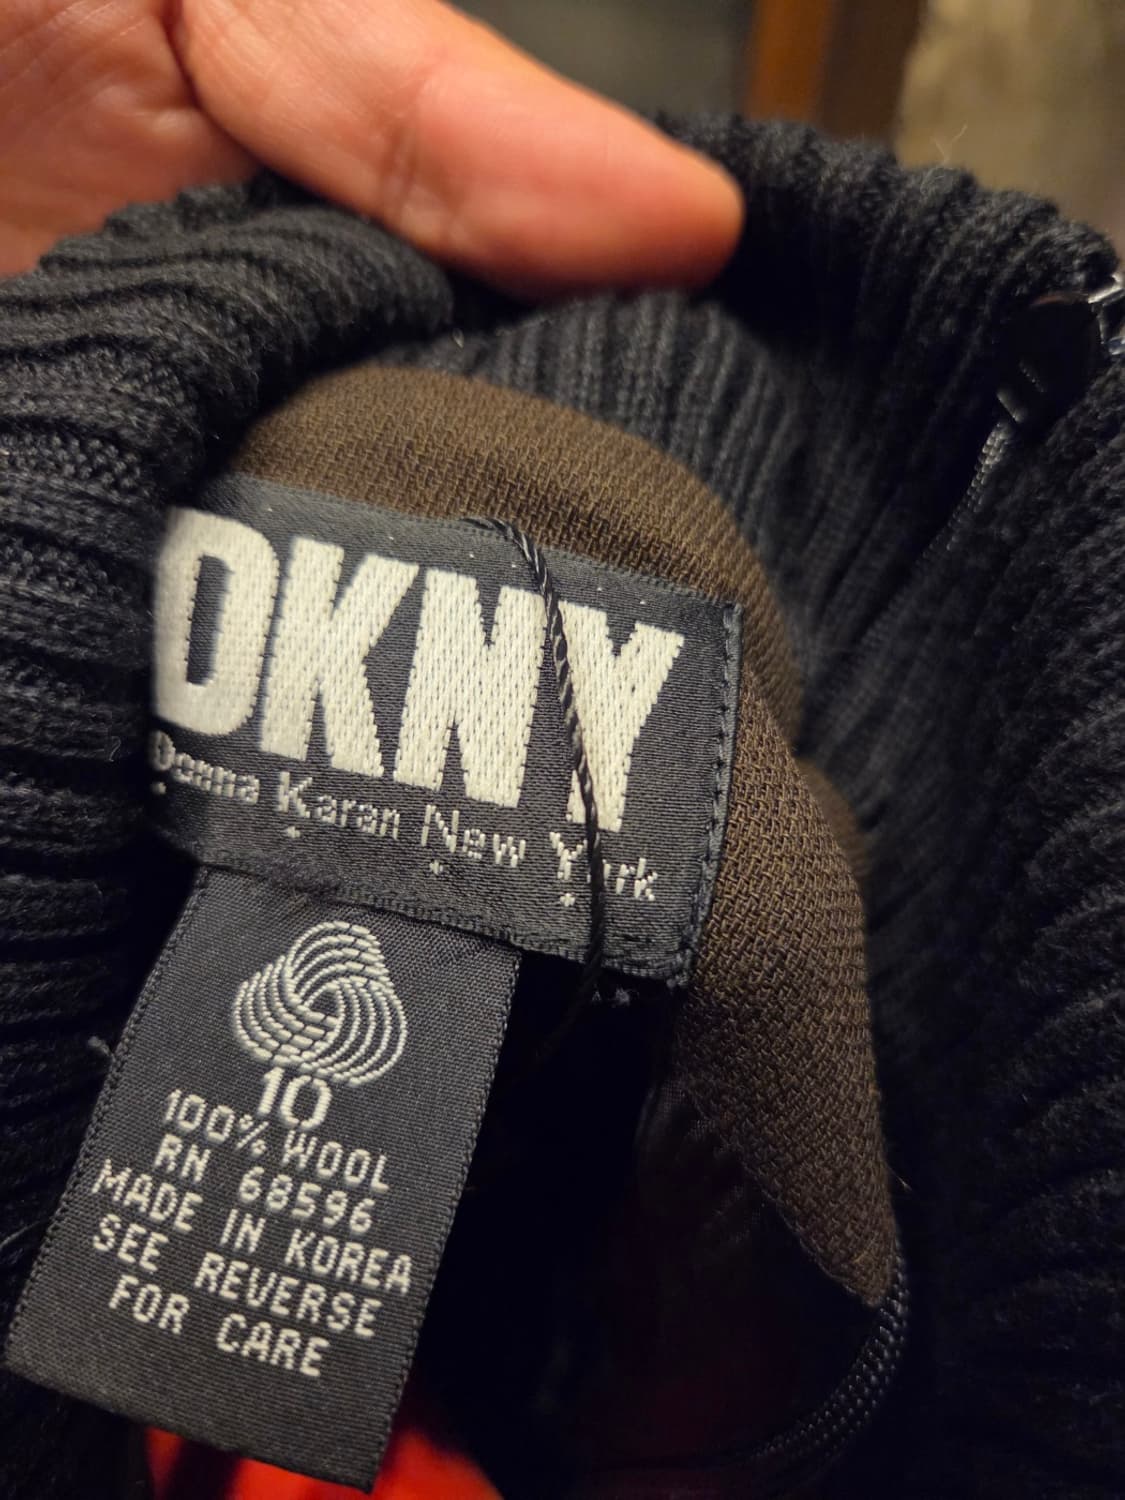 DKNY
Donna Karan New York
10
100% WOOL
RN 68596
MADE IN KOREA
SEE REVERSE
FOR CARE